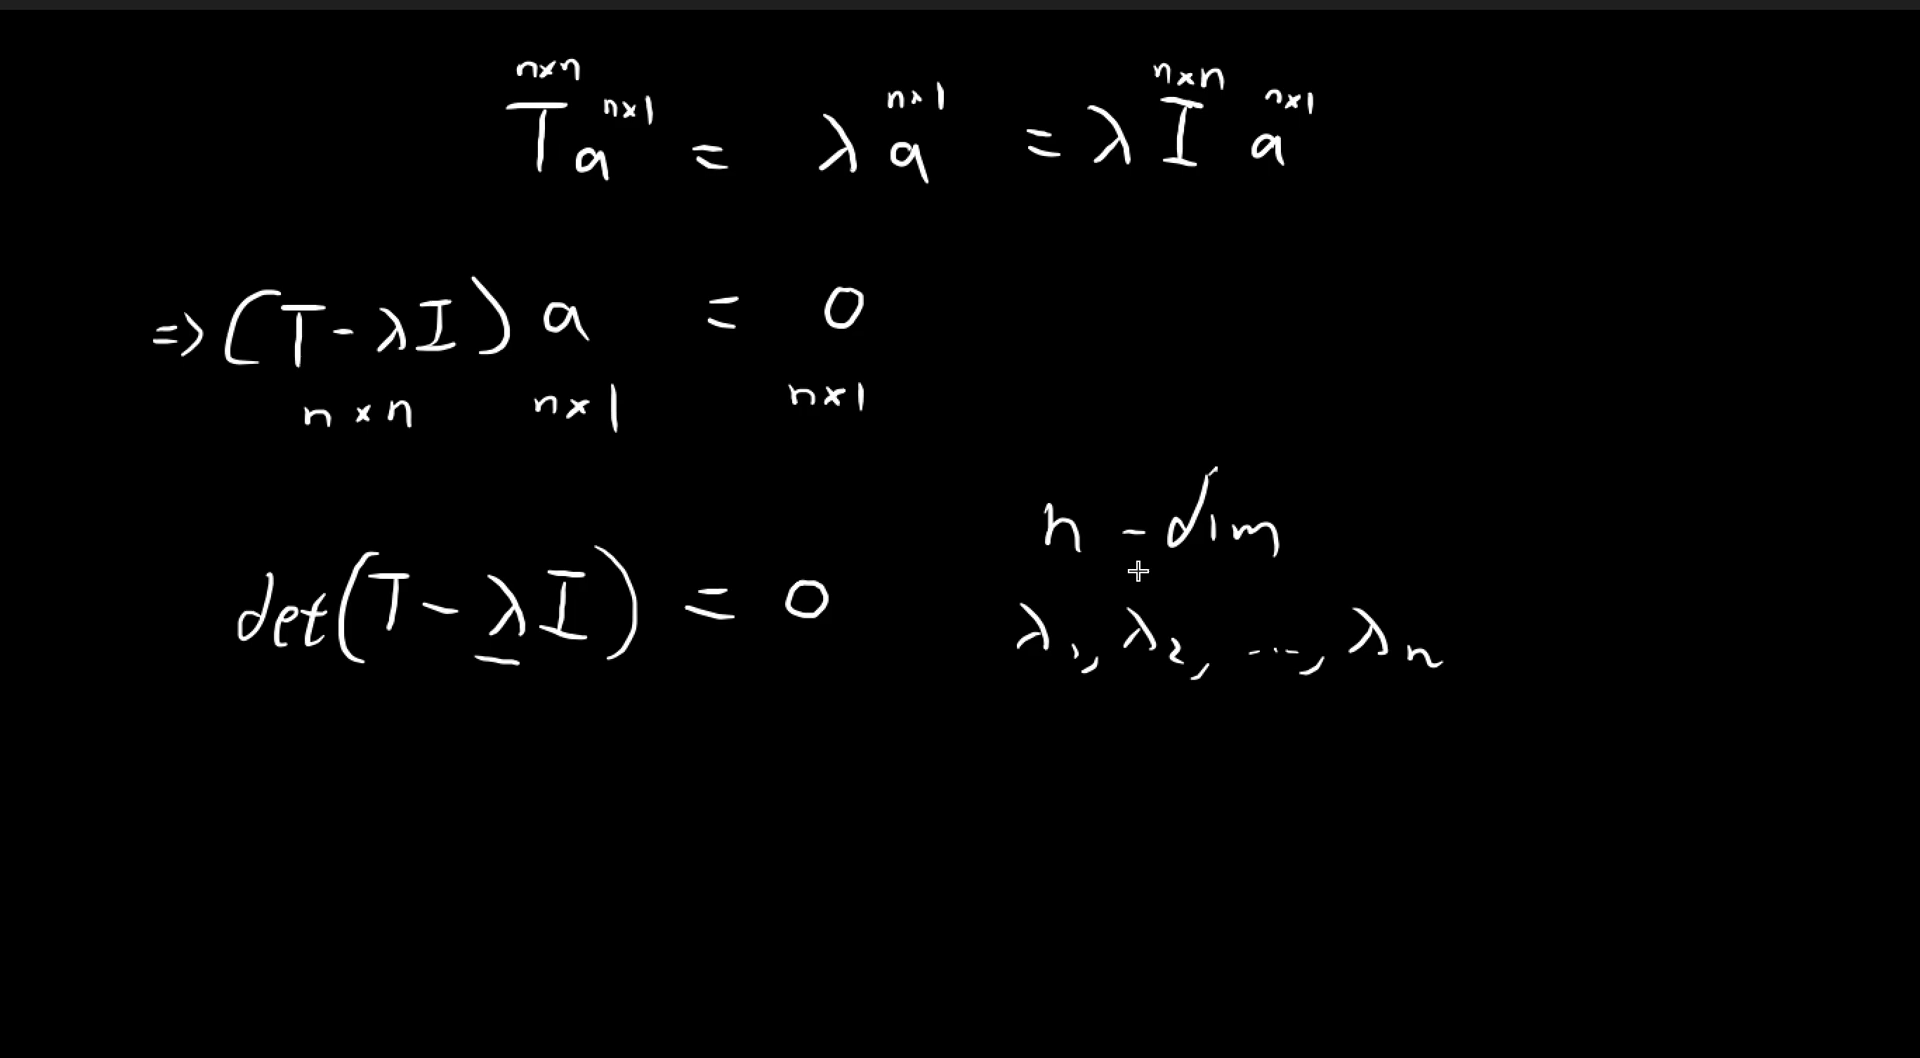 n×n n×1 n×1 n×n n×1
T a = λ a = λ I a
=> (T - λI) a = 0
n × n n×1 n×1
n - dim
det(T - λI) = 0 λ₁, λ₂, ..., λₙ